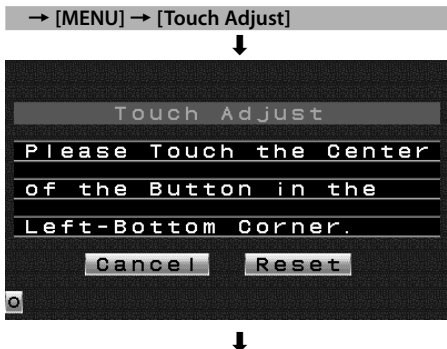 → [MENU] → [Touch Adjust]
Touch Adjust
Please Touch the Center
of the Button in the
Left-Bottom Corner.
Cancel Reset
o